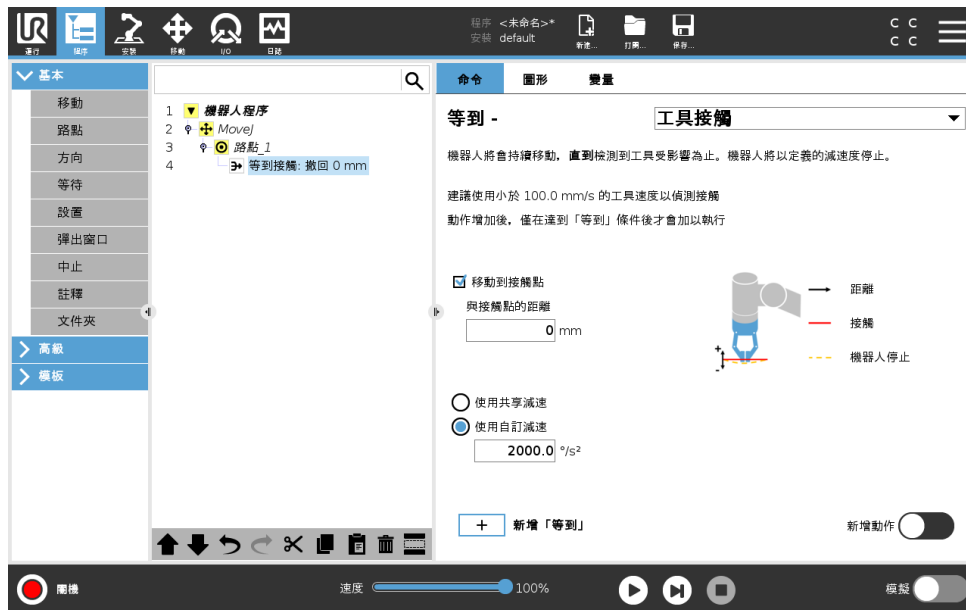 UR
運行
程序
安裝
移動
I/O
日誌
程序 <未命名>*
安裝 default
新建...
打開...
保存...
C C
C C
基本
移動
路點
方向
等待
設置
彈出窗口
中止
註釋
文件夾
高級
模板
1 機器人程序
2 MoveJ
3 路點_1
4 等到接觸: 撤回 0 mm
命令 圖形 變量
等到 - 工具接觸
機器人將會持續移動，直到檢測到工具受影響為止。機器人將以定義的減速度停止。
建議使用小於 100.0 mm/s 的工具速度以偵測接觸
動作增加後，僅在達到「等到」條件後才會加以執行
移動到接觸點
與接觸點的距離
0 mm
距離
接觸
機器人停止
+
-
使用共享減速
使用自訂減速
2000.0 °/s²
+ 新增「等到」
新增動作
關機
速度 100%
模擬